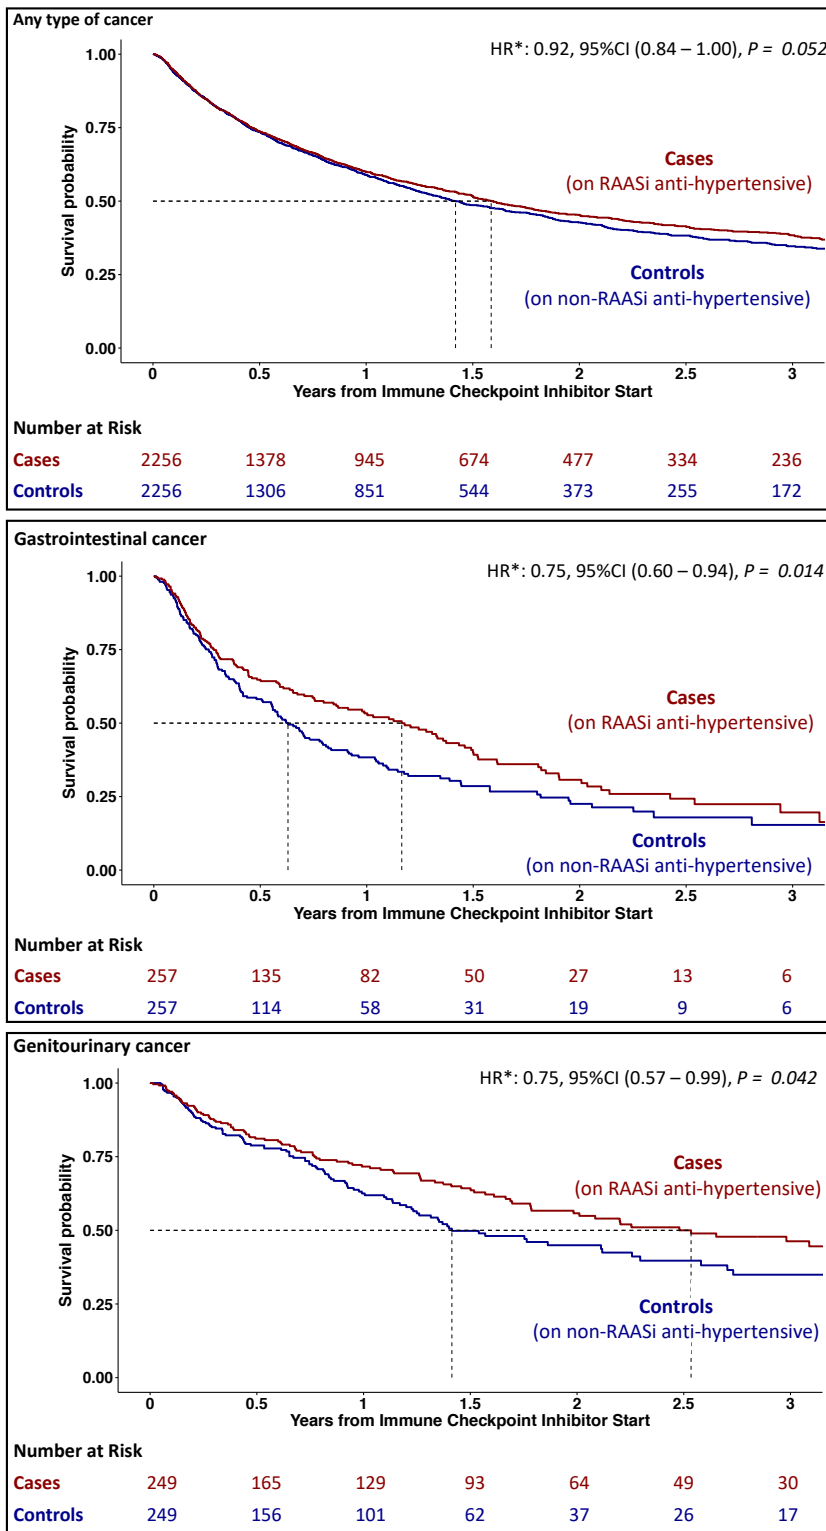 Any type of cancer
HR*: 0.92, 95%CI (0.84 – 1.00), P = 0.052
1.00
0.75
0.50
0.25
0.00
Survival probability
Cases
(on RAASi anti-hypertensive)
Controls
(on non-RAASi anti-hypertensive)
0 0.5 1 1.5 2 2.5 3
Years from Immune Checkpoint Inhibitor Start
Number at Risk
Cases 2256 1378 945 674 477 334 236
Controls 2256 1306 851 544 373 255 172
Gastrointestinal cancer
HR*: 0.75, 95%CI (0.60 – 0.94), P = 0.014
1.00
0.75
0.50
0.25
0.00
Survival probability
Cases
(on RAASi anti-hypertensive)
Controls
(on non-RAASi anti-hypertensive)
0 0.5 1 1.5 2 2.5 3
Years from Immune Checkpoint Inhibitor Start
Number at Risk
Cases 257 135 82 50 27 13 6
Controls 257 114 58 31 19 9 6
Genitourinary cancer
HR*: 0.75, 95%CI (0.57 – 0.99), P = 0.042
1.00
0.75
0.50
0.25
0.00
Survival probability
Cases
(on RAASi anti-hypertensive)
Controls
(on non-RAASi anti-hypertensive)
0 0.5 1 1.5 2 2.5 3
Years from Immune Checkpoint Inhibitor Start
Number at Risk
Cases 249 165 129 93 64 49 30
Controls 249 156 101 62 37 26 17